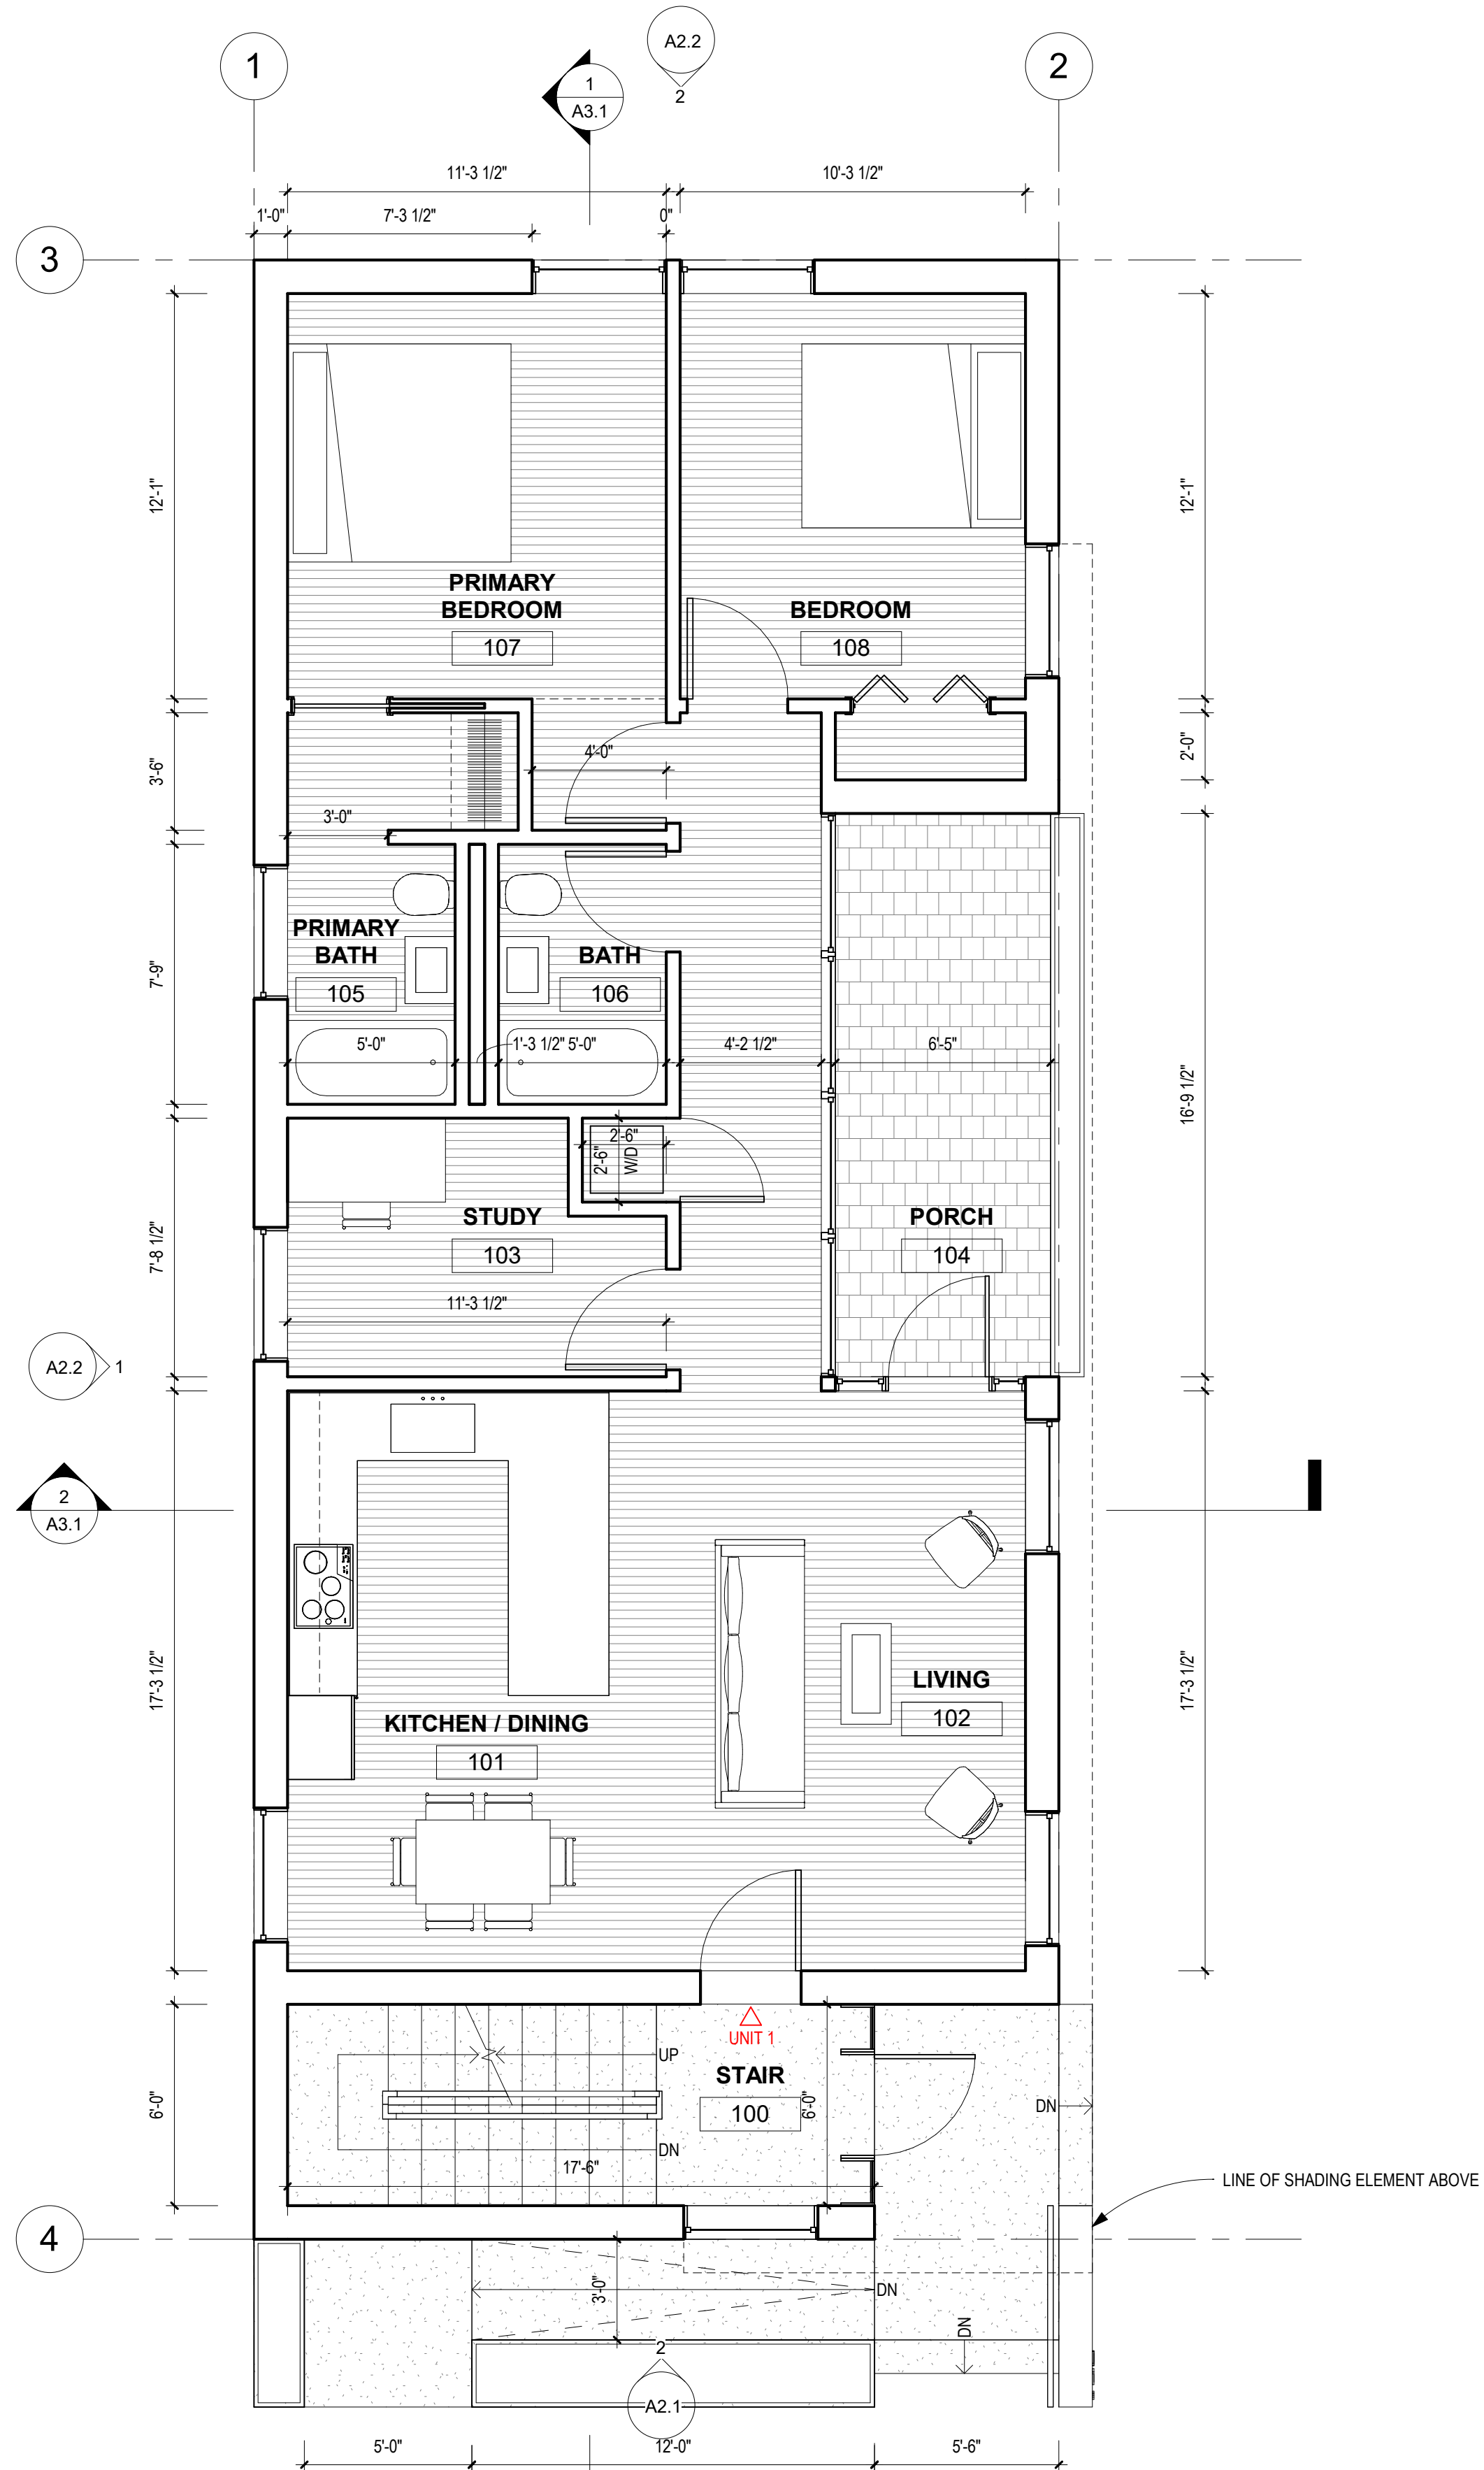 A2.2
2
1
2
1
A3.1
11'-3 1/2"
10'-3 1/2"
1'-0"
7'-3 1/2"
0"
3
12'-1"
12'-1"
PRIMARY
BEDROOM
107
BEDROOM
108
4'-0"
2'-0"
3'-6"
3'-0"
PRIMARY
BATH
105
BATH
106
7'-9"
5'-0"
1'-3 1/2"
5'-0"
4'-2 1/2"
6'-5"
16'-9 1/2"
2'-6"
2'-6"
W/D
STUDY
103
PORCH
104
7'-8 1/2"
11'-3 1/2"
A2.2
1
2
A3.1
17'-3 1/2"
17'-3 1/2"
LIVING
102
KITCHEN / DINING
101
UNIT 1
UP
STAIR
100
6'-0"
6'-0"
DN
DN
17'-6"
LINE OF SHADING ELEMENT ABOVE
4
3'-0"
DN
DN
2
A2.1
5'-0"
12'-0"
5'-6"